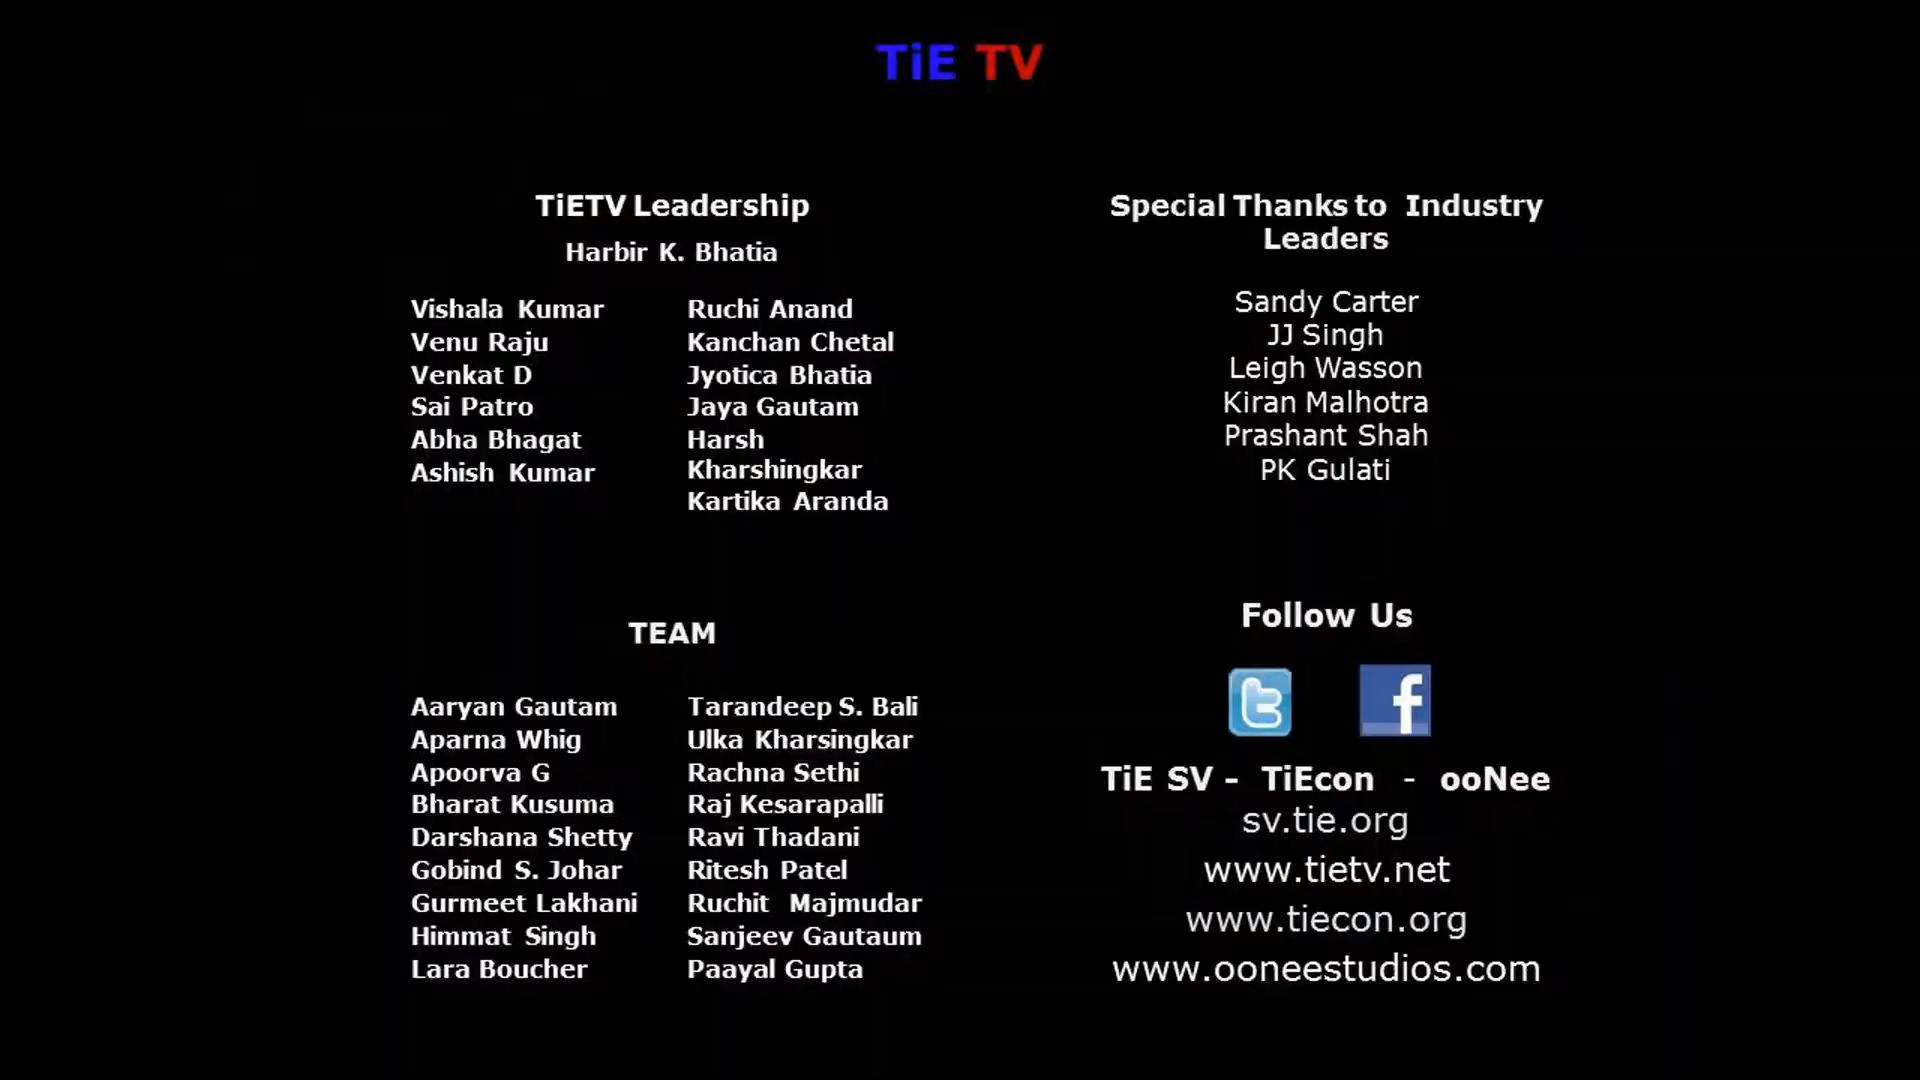 TiE TV
TiETV Leadership
Harbir K. Bhatia
Vishala Kumar
Venu Raju
Venkat D
Sai Patro
Abha Bhagat
Ashish Kumar
Ruchi Anand
Kanchan Chetal
Jyotica Bhatia
Jaya Gautam
Harsh
Kharshingkar
Kartika Aranda
TEAM
Aaryan Gautam
Aparna Whig
Apoorva G
Bharat Kusuma
Darshana Shetty
Gobind S. Johar
Gurmeet Lakhani
Himmat Singh
Lara Boucher
Tarandeep S. Bali
Ulka Kharsingkar
Rachna Sethi
Raj Kesarapalli
Ravi Thadani
Ritesh Patel
Ruchit Majmudar
Sanjeev Gautaum
Paayal Gupta
Special Thanks to Industry
Leaders
Sandy Carter
JJ Singh
Leigh Wasson
Kiran Malhotra
Prashant Shah
PK Gulati
Follow Us
TiE SV - TiEcon - ooNee
sv.tie.org
www.tietv.net
www.tiecon.org
www.ooneestudios.com